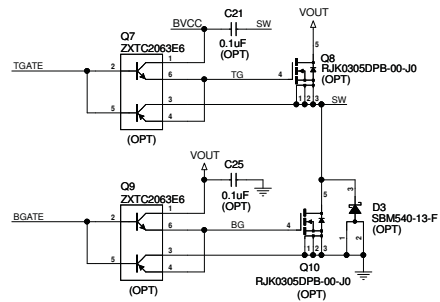 Q7
ZXTC2063E6
BVCC
C21
SW
0.1uF
(OPT)
VOUT
5
Q8
RJK0305DPB-00-J0
(OPT)
TGATE
2
1
6
TG
4
5
3
4
1 2 3
SW
(OPT)
Q9
ZXTC2063E6
VOUT
C25
0.1uF
(OPT)
5
3
D3
SBM540-13-F
(OPT)
BGATE
2
1
6
BG
4
5
3
4
1 2 3
1 2
(OPT)
Q10
RJK0305DPB-00-J0
(OPT)